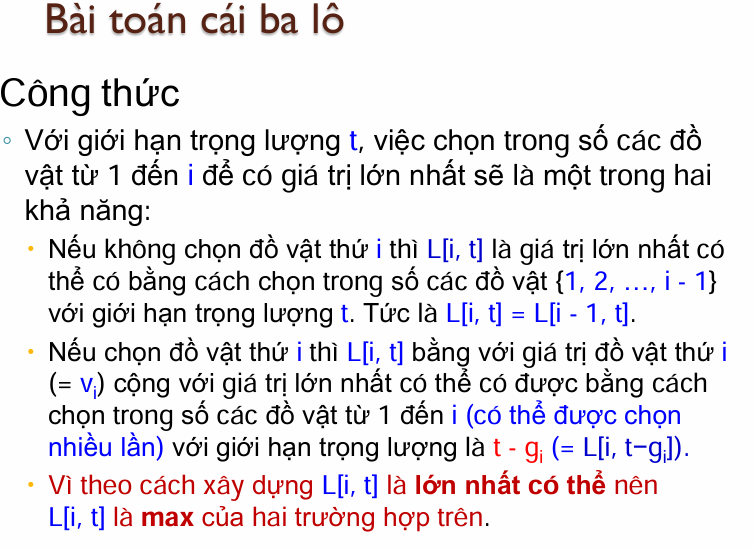 Bài toán cái ba lô
Công thức
◦ Với giới hạn trọng lượng t, việc chọn trong số các đồ
vật từ 1 đến i để có giá trị lớn nhất sẽ là một trong hai
khả năng:
• Nếu không chọn đồ vật thứ i thì L[i, t] là giá trị lớn nhất có
thể có bằng cách chọn trong số các đồ vật {1, 2, …, i - 1}
với giới hạn trọng lượng t. Tức là L[i, t] = L[i - 1, t].
• Nếu chọn đồ vật thứ i thì L[i, t] bằng với giá trị đồ vật thứ i
(= vᵢ) cộng với giá trị lớn nhất có thể có được bằng cách
chọn trong số các đồ vật từ 1 đến i (có thể được chọn
nhiều lần) với giới hạn trọng lượng là t - gᵢ (= L[i, t−gᵢ]).
• Vì theo cách xây dựng L[i, t] là lớn nhất có thể nên
L[i, t] là max của hai trường hợp trên.